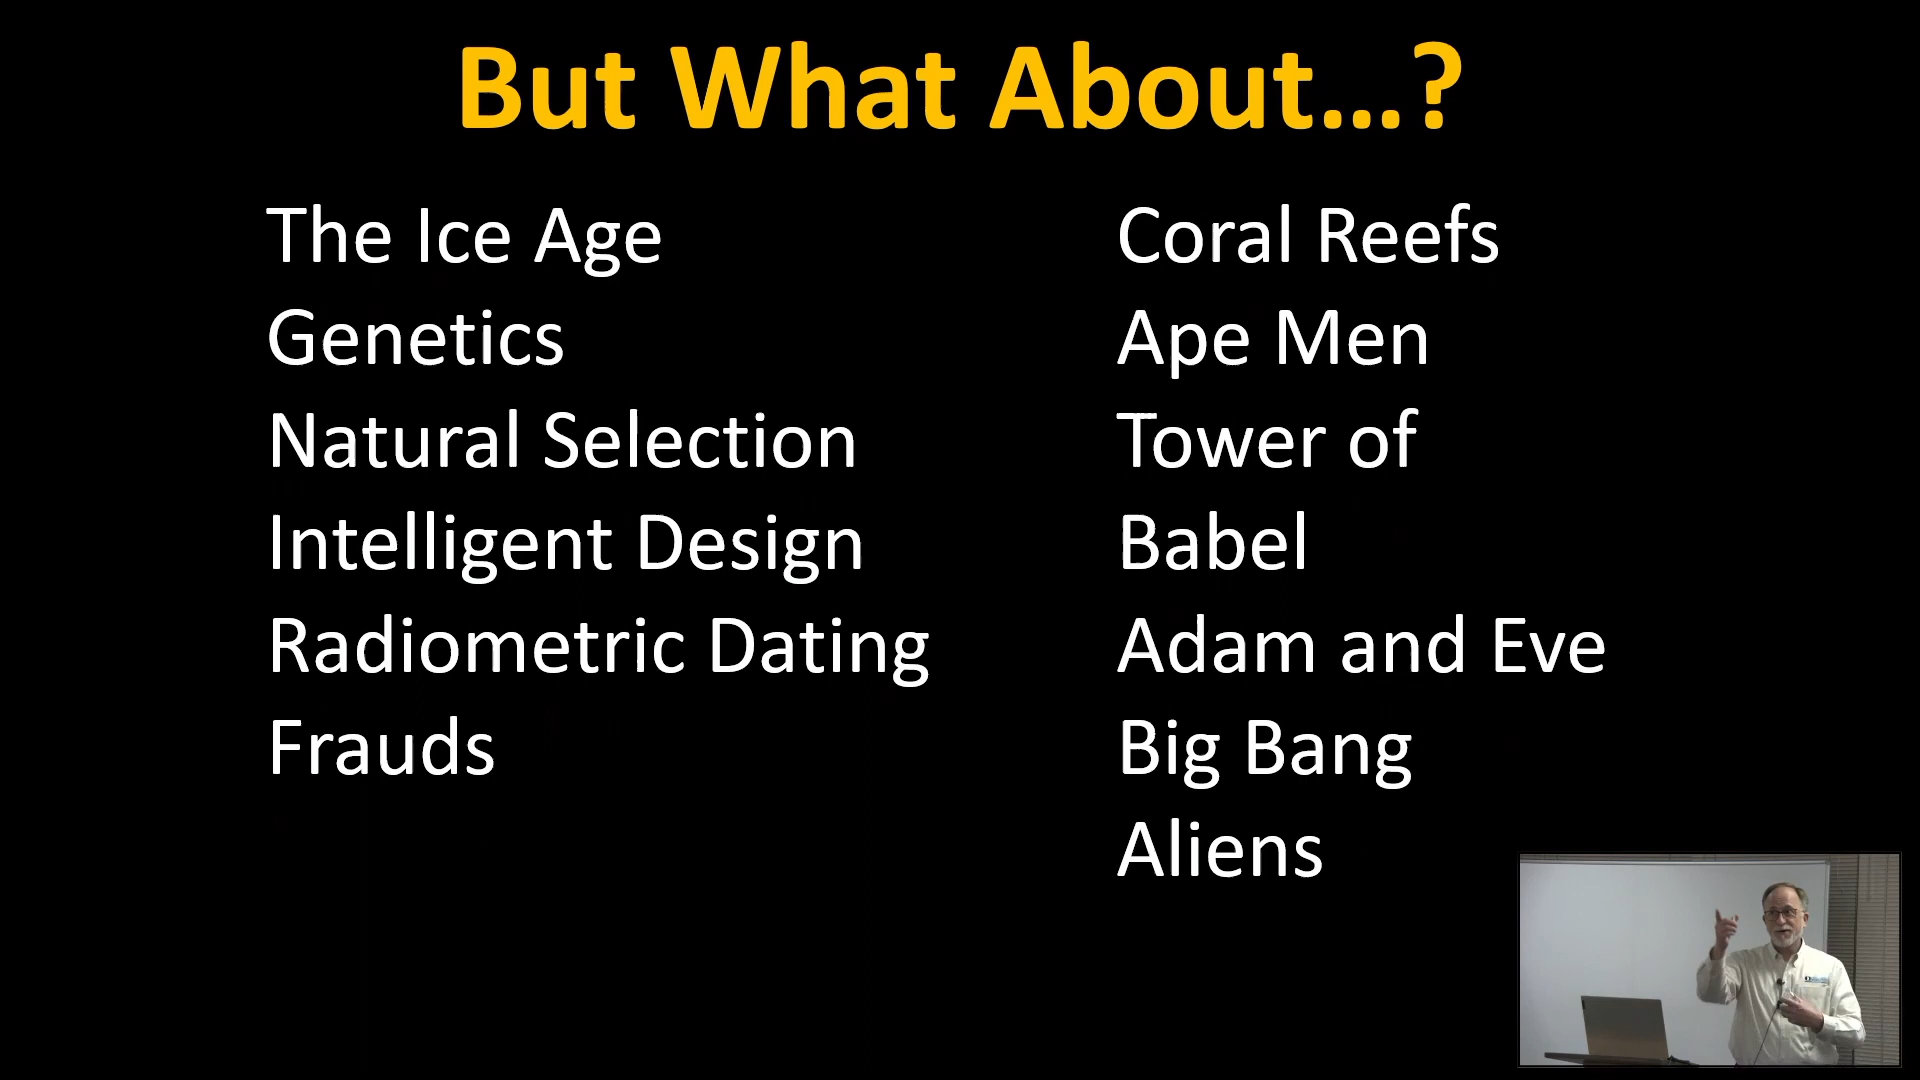 But What About...?
The Ice Age
Genetics
Natural Selection
Intelligent Design
Radiometric Dating
Frauds
Coral Reefs
Ape Men
Tower of
Babel
Adam and Eve
Big Bang
Aliens